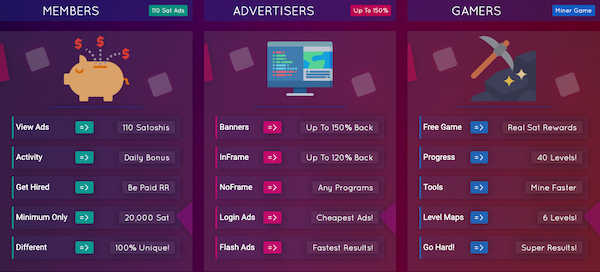 MEMBERS 110 Sat Ads
View Ads => 110 Satoshis
Activity => Daily Bonus
Get Hired => Be Paid RR
Minimum Only => 20,000 Sat
Different => 100% Unique!
ADVERTISERS Up To 150%
Banners => Up To 150% Back
InFrame => Up To 120% Back
NoFrame => Any Programs
Login Ads => Cheapest Ads!
Flash Ads => Fastest Results!
GAMERS Miner Game
Free Game => Real Sat Rewards
Progress => 40 Levels!
Tools => Mine Faster
Level Maps => 6 Levels!
Go Hard! => Super Results!